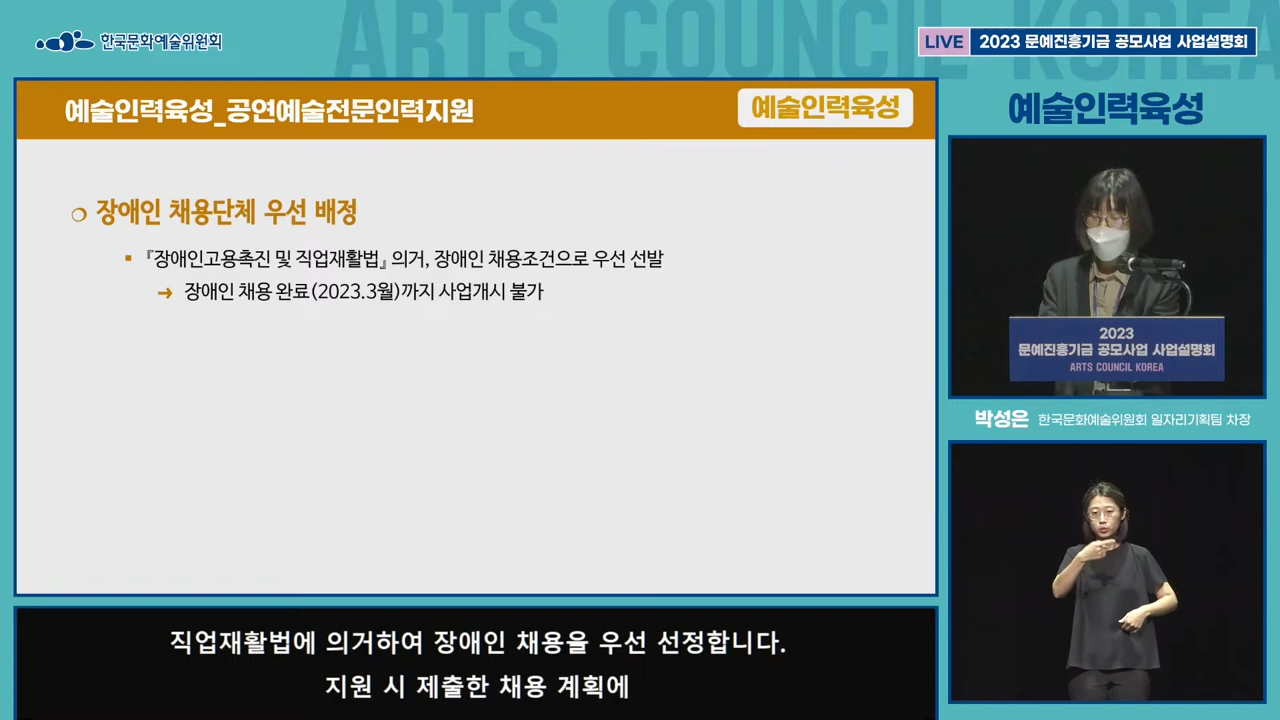 ARTS COUNCIL KOREA
한국문화예술위원회
LIVE 2023 문예진흥기금 공모사업 사업설명회
예술인력육성_공연예술전문인력지원
예술인력육성
예술인력육성
❍ 장애인 채용단체 우선 배정
▪ 『장애인고용촉진 및 직업재활법』 의거, 장애인 채용조건으로 우선 선발
➔ 장애인 채용 완료(2023.3월)까지 사업개시 불가
2023
문예진흥기금 공모사업 사업설명회
ARTS COUNCIL KOREA
박성은 한국문화예술위원회 일자리기획팀 차장
직업재활법에 의거하여 장애인 채용을 우선 선정합니다.
지원 시 제출한 채용 계획에